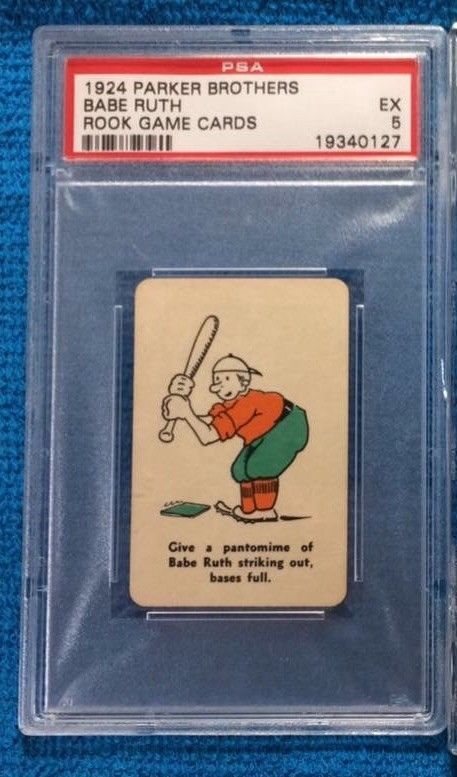 PSA
1924 PARKER BROTHERS
BABE RUTH EX
ROOK GAME CARDS 5
19340127
Give a pantomime of
Babe Ruth striking out,
bases full.